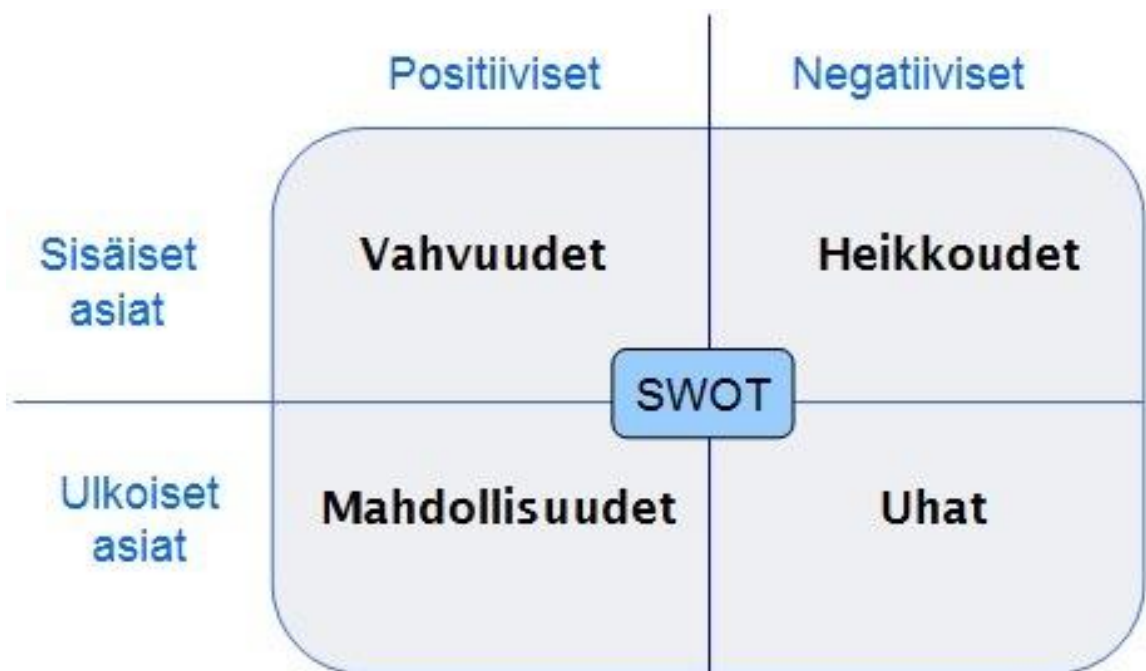 Positiiviset
Negatiiviset
Sisäiset
asiat
Vahvuudet
Heikkoudet
SWOT
Ulkoiset
asiat
Mahdollisuudet
Uhat